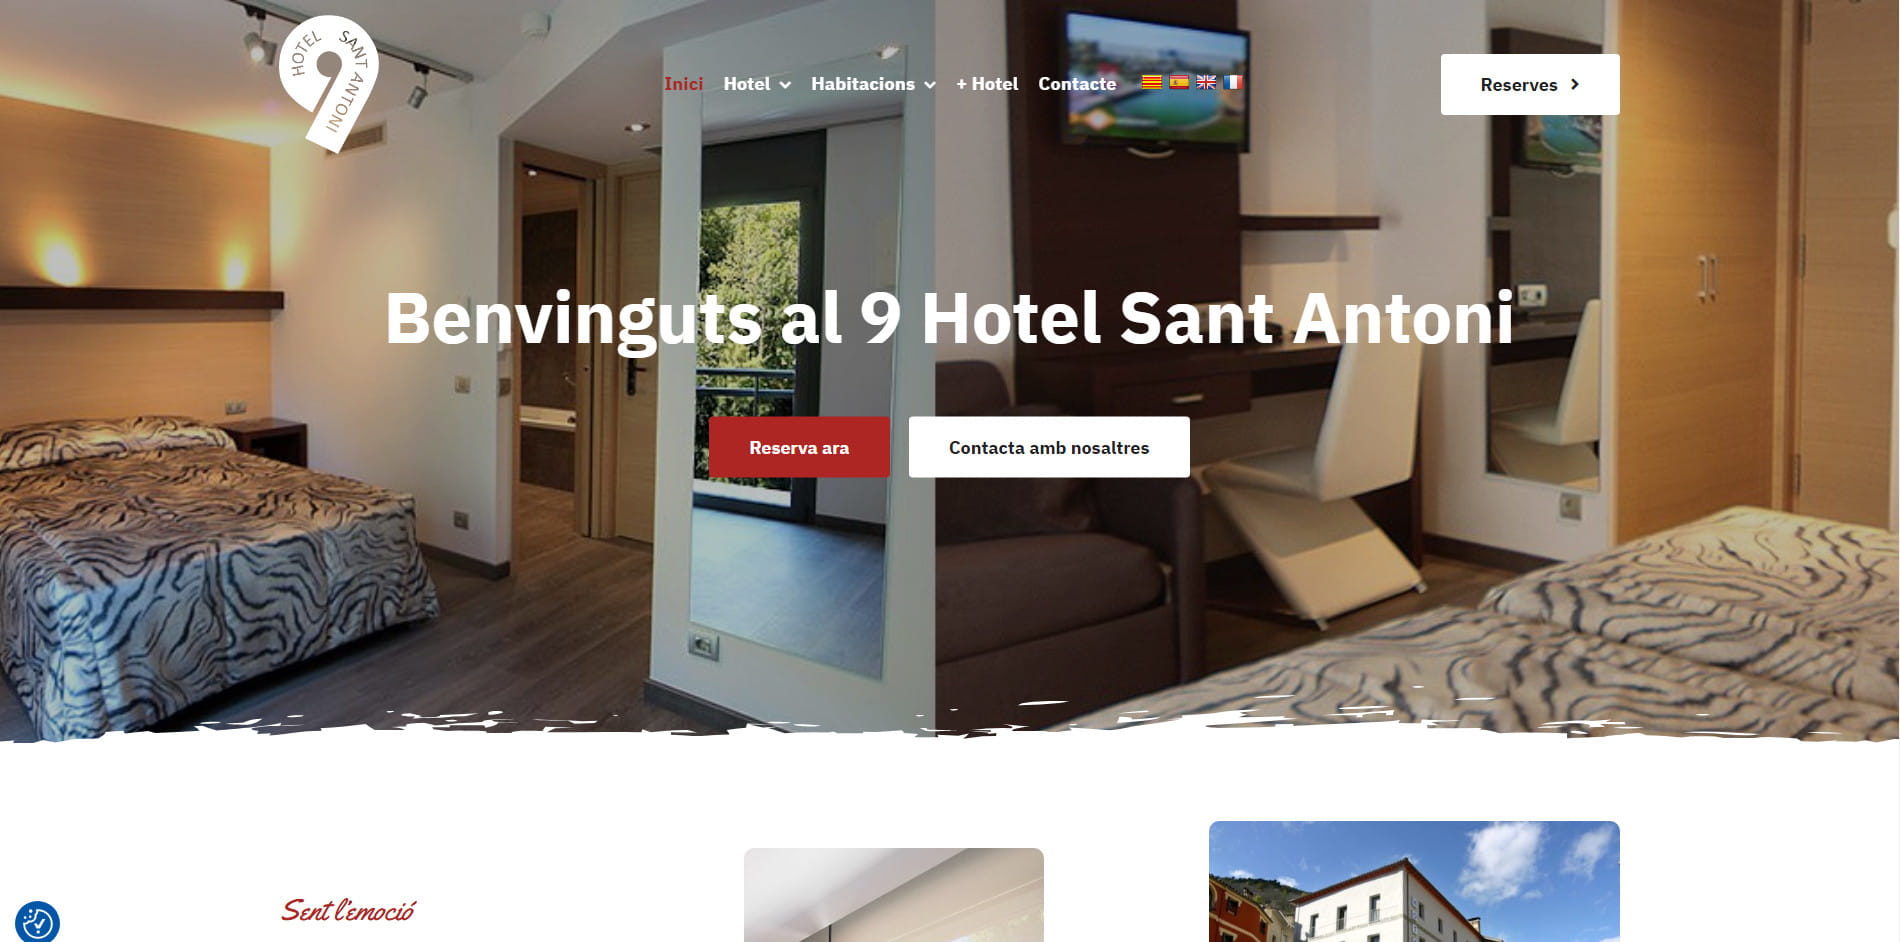 HOTEL SANT ANTONI
9
Inici
Hotel
Habitacions
+ Hotel
Contacte
Reserves
Benvinguts al 9 Hotel Sant Antoni
Reserva ara
Contacta amb nosaltres
Sent l'emoció